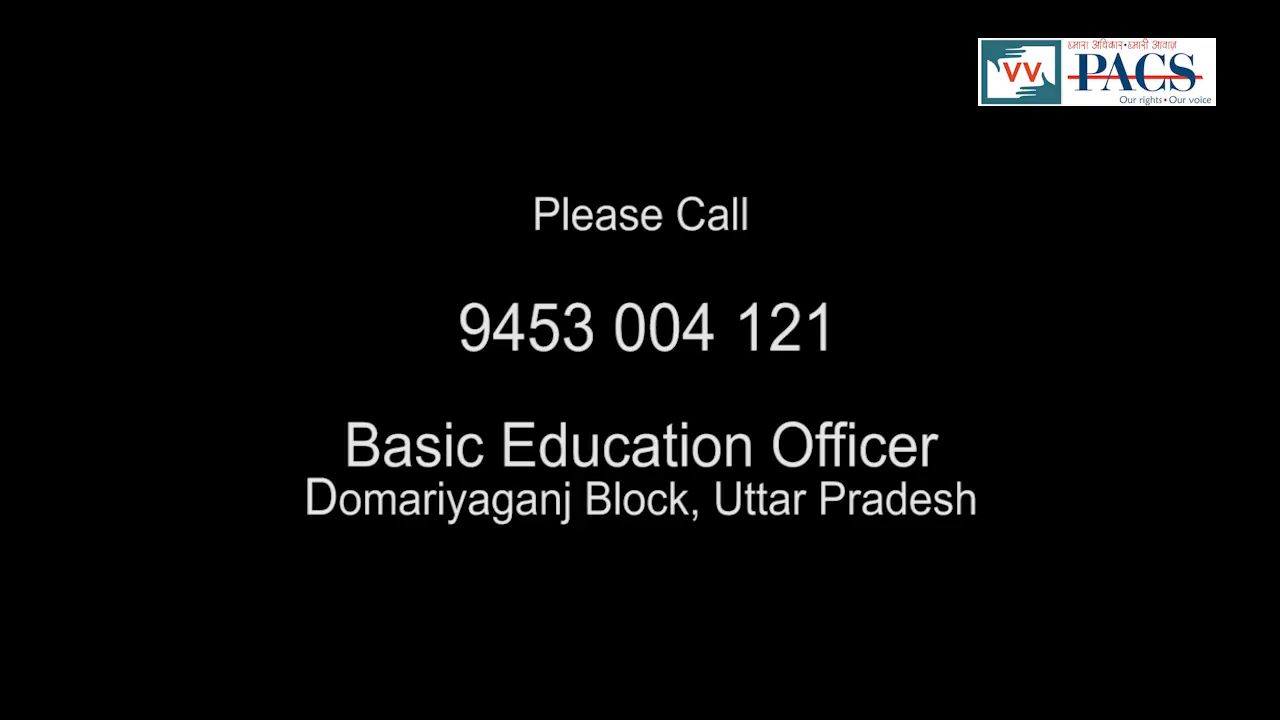 VV
हमारा अधिकार•हमारी आवाज़
PACS
Our rights•Our voice
Please Call
9453 004 121
Basic Education Officer
Domariyaganj Block, Uttar Pradesh